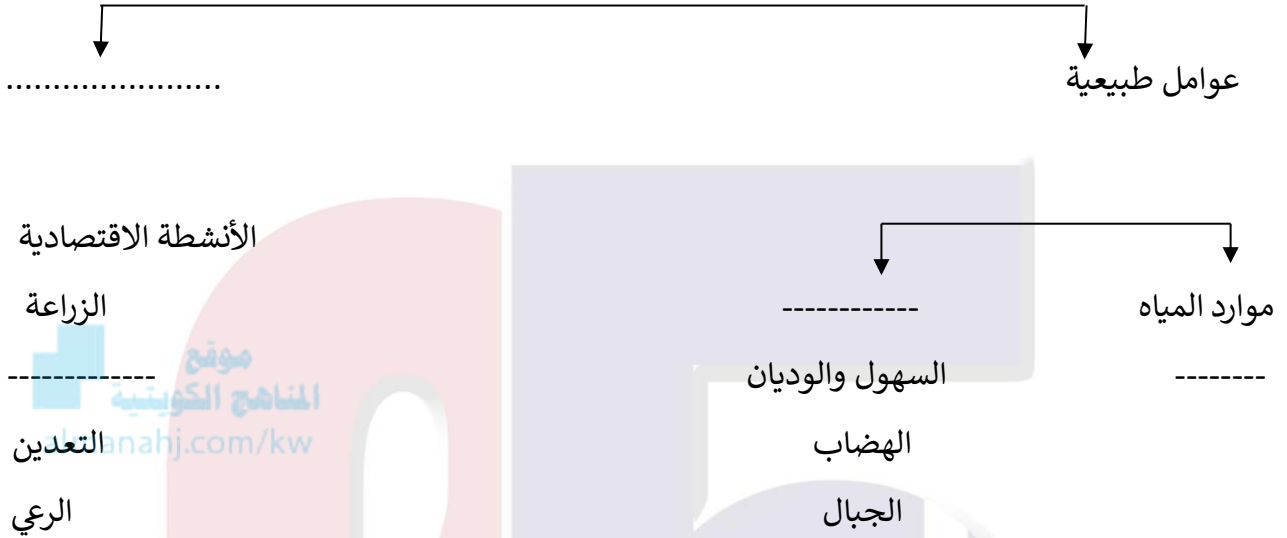 عوامل طبيعية ......................
الأنشطة الاقتصادية
موارد المياه ------------ الزراعة
-------- السهول والوديان -------------
موقع
المناهج الكويتية
الهضاب التعدين
almanahj.com/kw
الجبال الرعي